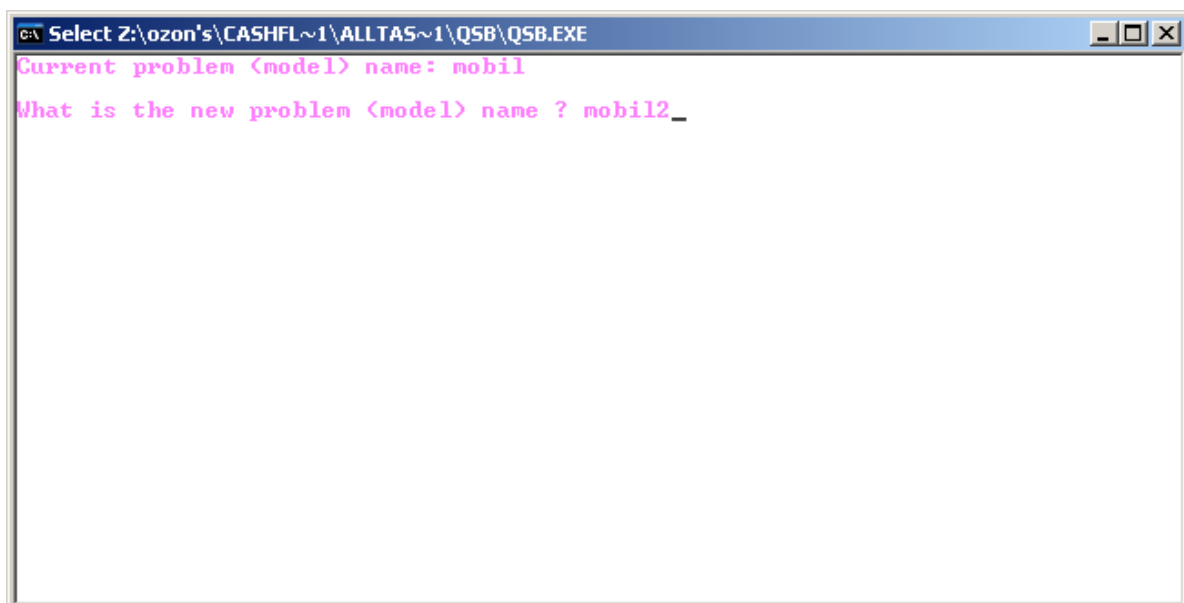 Select Z:\ozon's\CASHFL~1\ALLTAS~1\QSB\QSB.EXE
Current problem (model) name: mobil
What is the new problem (model) name ? mobil2_